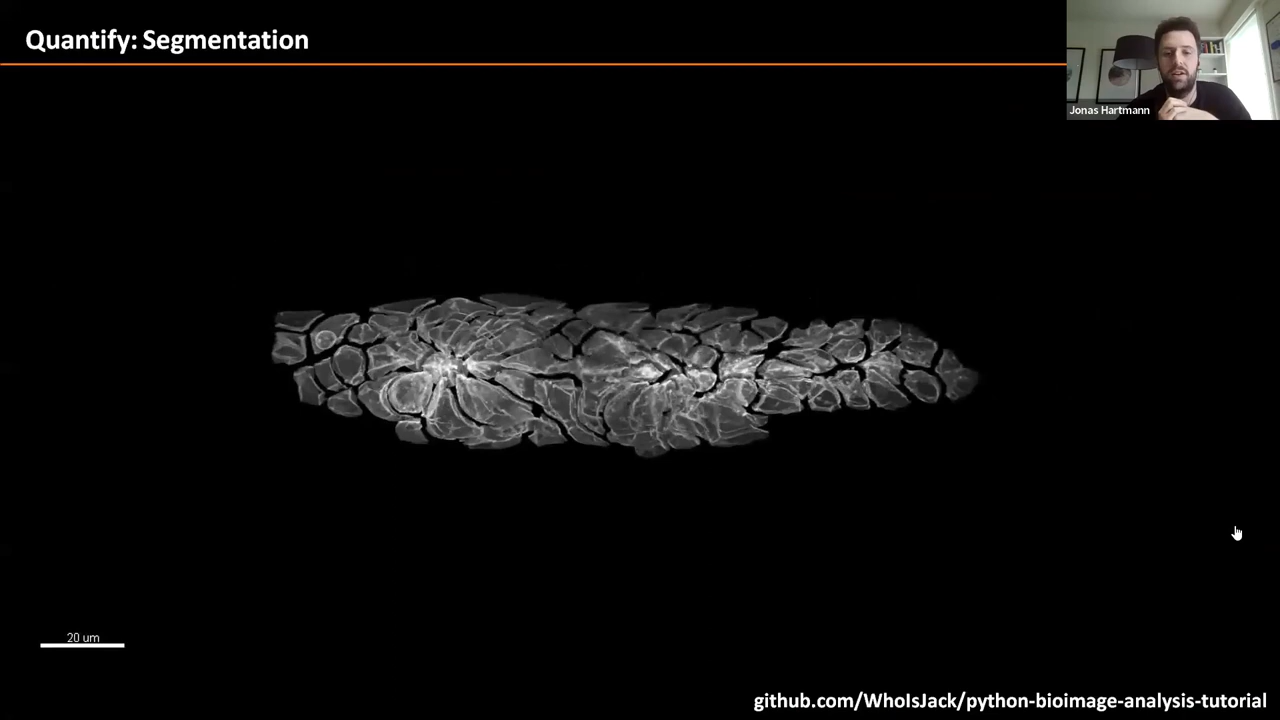 Quantify: Segmentation
Jonas Hartmann
20 um
github.com/WhoIsJack/python-bioimage-analysis-tutorial